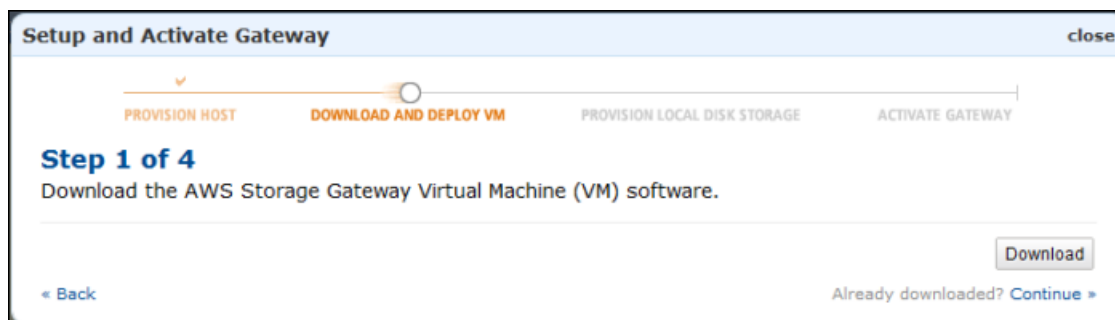 Setup and Activate Gateway close
PROVISION HOST DOWNLOAD AND DEPLOY VM PROVISION LOCAL DISK STORAGE ACTIVATE GATEWAY
Step 1 of 4
Download the AWS Storage Gateway Virtual Machine (VM) software.
Download
« Back Already downloaded? Continue »